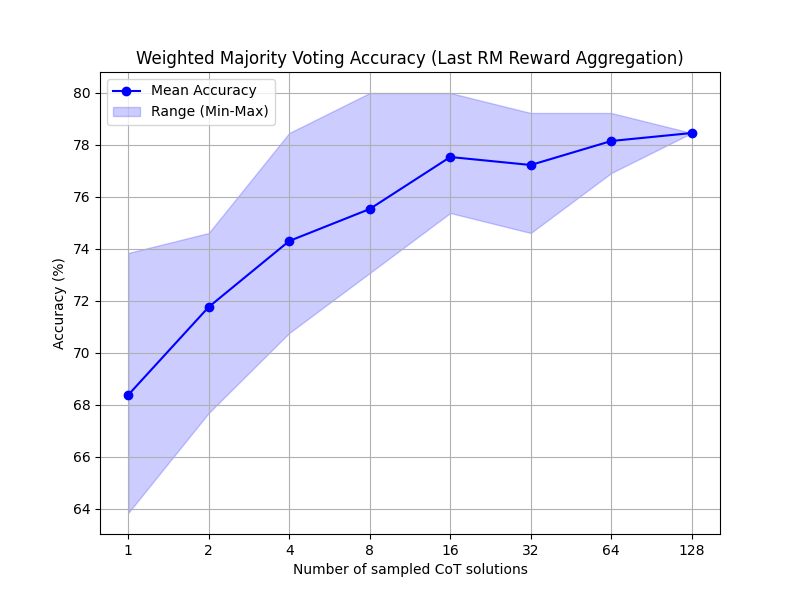 Weighted Majority Voting Accuracy (Last RM Reward Aggregation)
Mean Accuracy
Range (Min-Max)
80
78
76
74
72
70
68
66
64
Accuracy (%)
1 2 4 8 16 32 64 128
Number of sampled CoT solutions